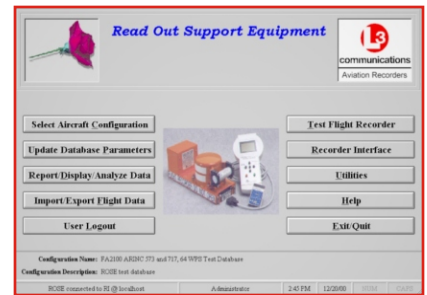 Read Out Support Equipment
L3
communications
Aviation Recorders
Select Aircraft Configuration
Test Flight Recorder
Update Database Parameters
Recorder Interface
Report/Display/Analyze Data
Utilities
Import/Export Flight Data
Help
User Logout
Exit/Quit
Configuration Name: FA2100 ARINC 573 and 717, 64 WPS Test Database
Configuration Description: ROSE test database
ROSE connected to RI @ localhost Administrator 2:45 PM 12/20/00 NUM CAPS